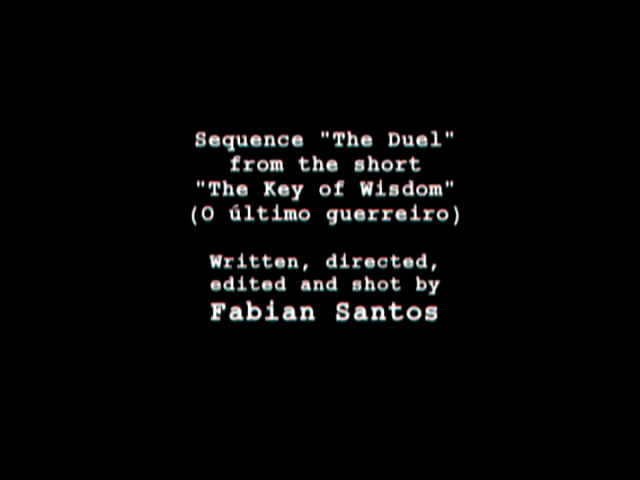 Sequence "The Duel"
from the short
"The Key of Wisdom"
(O último guerreiro)
Written, directed,
edited and shot by
Fabian Santos